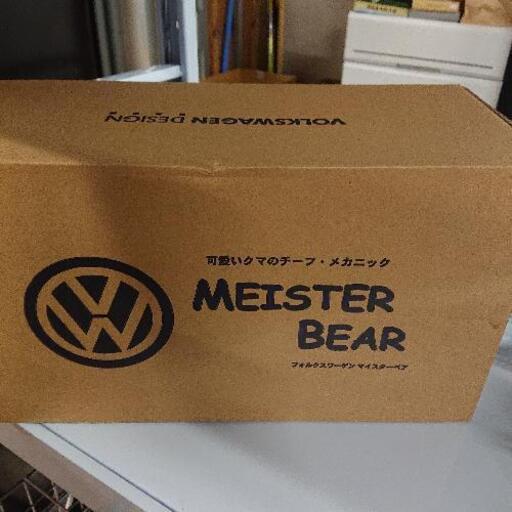 VOLKSWAGEN DESIGN
可愛いクマのチーフ・メカニック
MEISTER
BEAR
フォルクスワーゲン マイスターベア